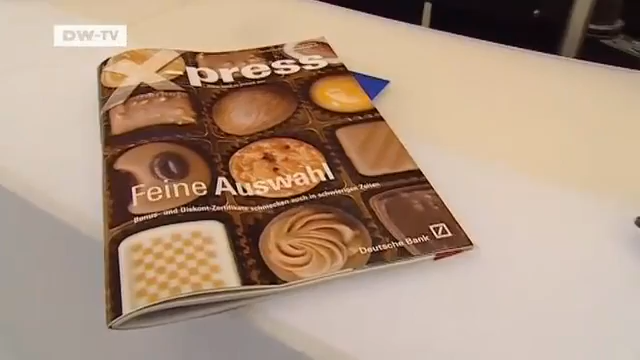 DW-TV
Xpress
Feine Auswahl
Bonus- und Diskont-Zertifikate schmecken auch in schwierigen Zeiten
Deutsche Bank